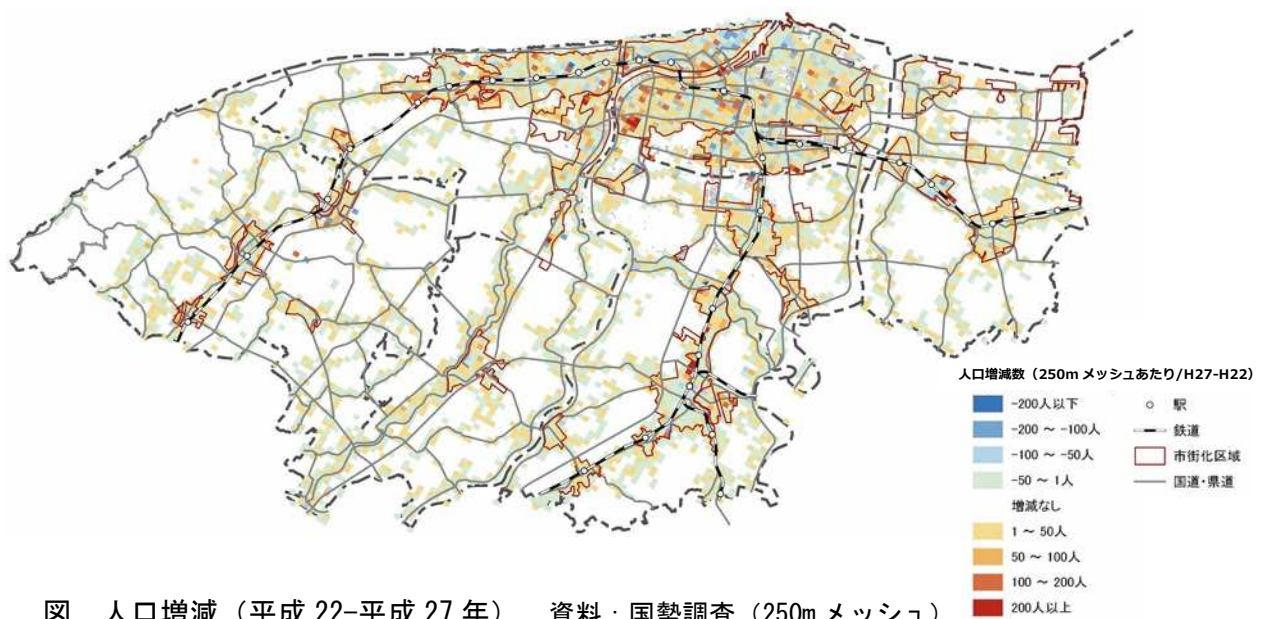 人口増減数（250m メッシュあたり/H27-H22）
-200人以下
-200 ～ -100人
-100 ～ -50人
-50 ～ 1人
増減なし
1 ～ 50人
50 ～ 100人
100 ～ 200人
200人以上
駅
鉄道
市街化区域
国道・県道
図 人口増減（平成 22-平成 27 年） 資料：国勢調査（250m メッシュ）